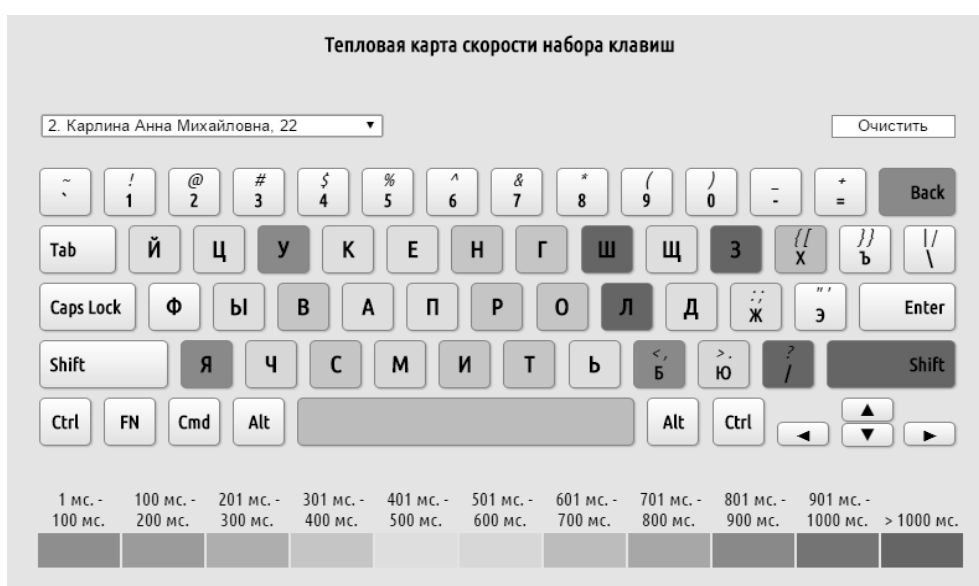 Тепловая карта скорости набора клавиш
2. Карлина Анна Михайловна, 22 ▼ Очистить
~ ! @ # $ % ^ & * ( ) _ +
` 1 2 3 4 5 6 7 8 9 0 - = Back
Tab Й Ц У К Е Н Г Ш Щ З {[ Х }} Ъ |/ \
Caps Lock Ф Ы В А П Р О Л Д : ; Ж " ' Э Enter
Shift Я Ч С М И Т Ь < , Б > . Ю ? / Shift
Ctrl FN Cmd Alt Alt Ctrl ◄ ▲ ▼ ►
1 мс. - 100 мс. - 201 мс. - 301 мс. - 401 мс. - 501 мс. - 601 мс. - 701 мс. - 801 мс. - 901 мс. -
100 мс. 200 мс. 300 мс. 400 мс. 500 мс. 600 мс. 700 мс. 800 мс. 900 мс. 1000 мс. > 1000 мс.